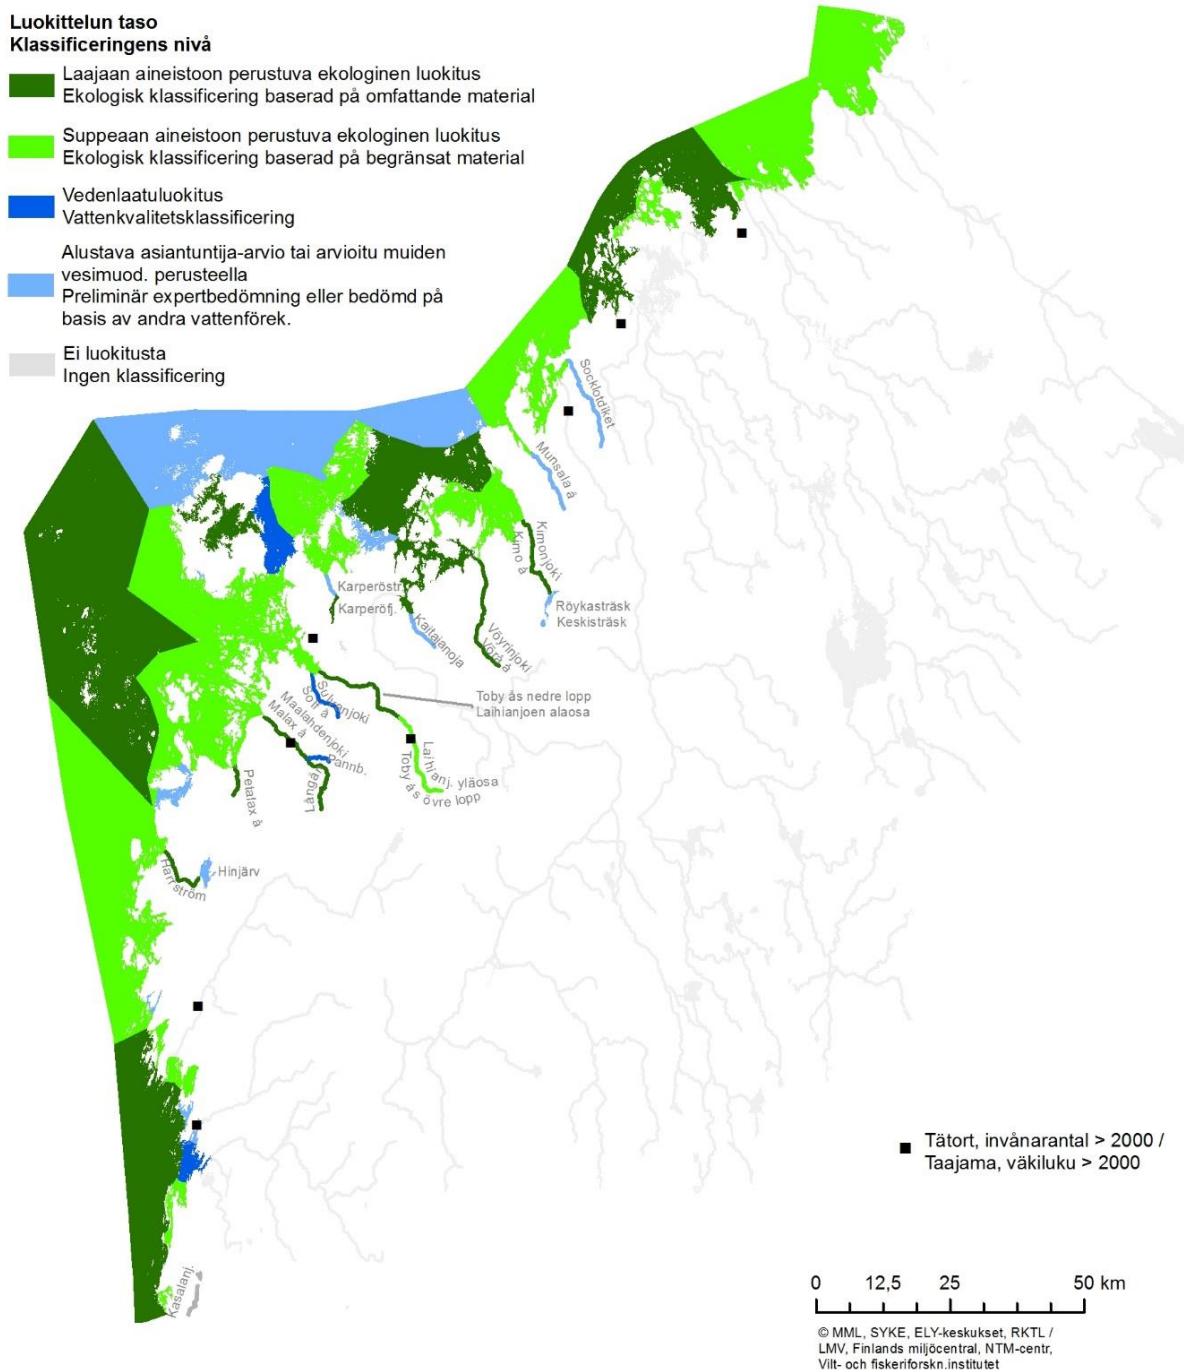 Luokittelun taso
Klassificeringens nivå
Laajaan aineistoon perustuva ekologinen luokitus
Ekologisk klassificering baserad på omfattande material
Suppeaan aineistoon perustuva ekologinen luokitus
Ekologisk klassificering baserad på begränsat material
Vedenlaatuluokitus
Vattenkvalitetsklassificering
Alustava asiantuntija-arvio tai arvioitu muiden
vesimuod. perusteella
Preliminär expertbedömning eller bedömd på
basis av andra vattenförek.
Ei luokitusta
Ingen klassificering
Socklotdiket
Munsala å
Kimonjoki
Kimo å
Karperöstr.
Karperöfj.
Röykasträsk
Keskisträsk
Kaitajanoja
Vöyrinjoki
Vörå å
Toby ås nedre lopp
Laihianjoen alaosa
Sulvanjoki
Solf å
Maalahdenjoki
Malax å
Pannb.
Långåj
Petalax å
Laihianj. yläosa
Toby ås övre lopp
Harrström
Hinjärv
Kasalanj.
Tätort, invånarantal > 2000 /
Taajama, väkiluku > 2000
0 12,5 25 50 km
© MML, SYKE, ELY-keskukset, RKTL /
LMV, Finlands miljöcentral, NTM-centr,
Vilt- och fiskeriforskn.institutet